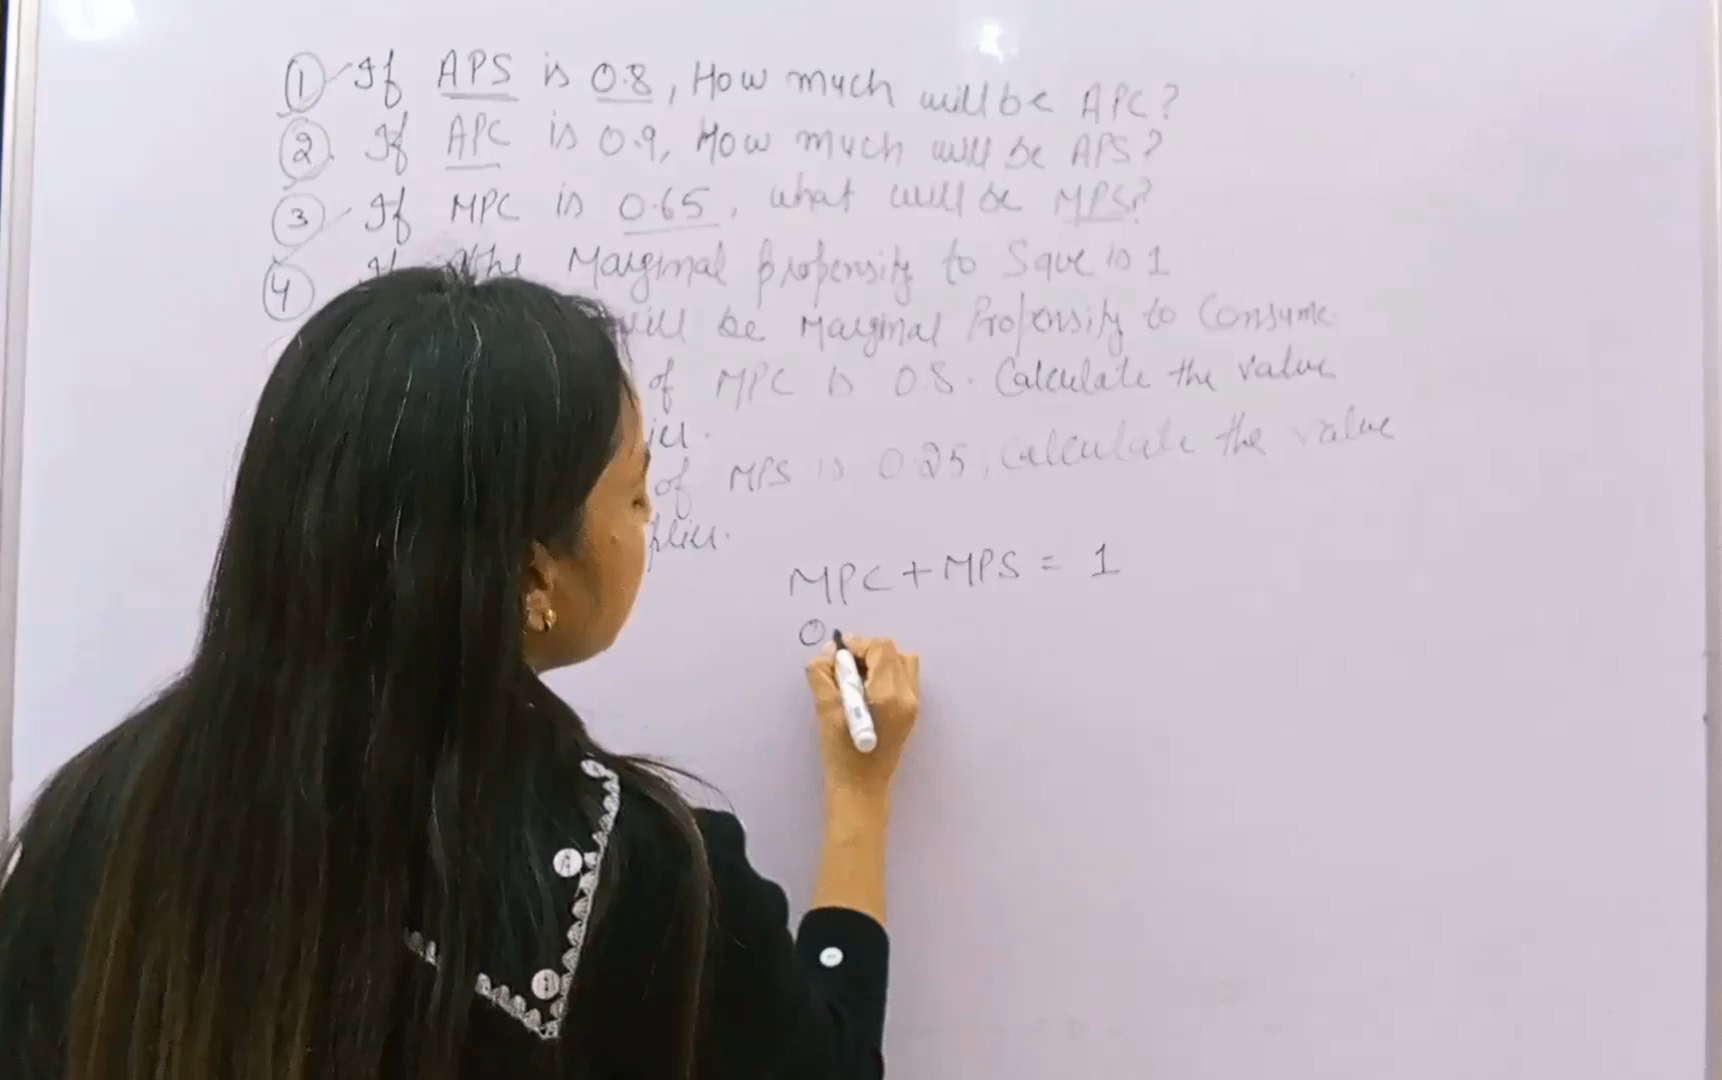 1 If APS is 0.8, How much will be APC?
2. If APC is 0.9, How much will be APS?
3 If MPC is 0.65, what will be MPS?
4 If the Marginal Propensity to Save is 1
will be Marginal Propensity to Consume.
of MPC is 0.8. Calculate the value
of MPS is 0.25, Calculate the value
MPC + MPS = 1
0.